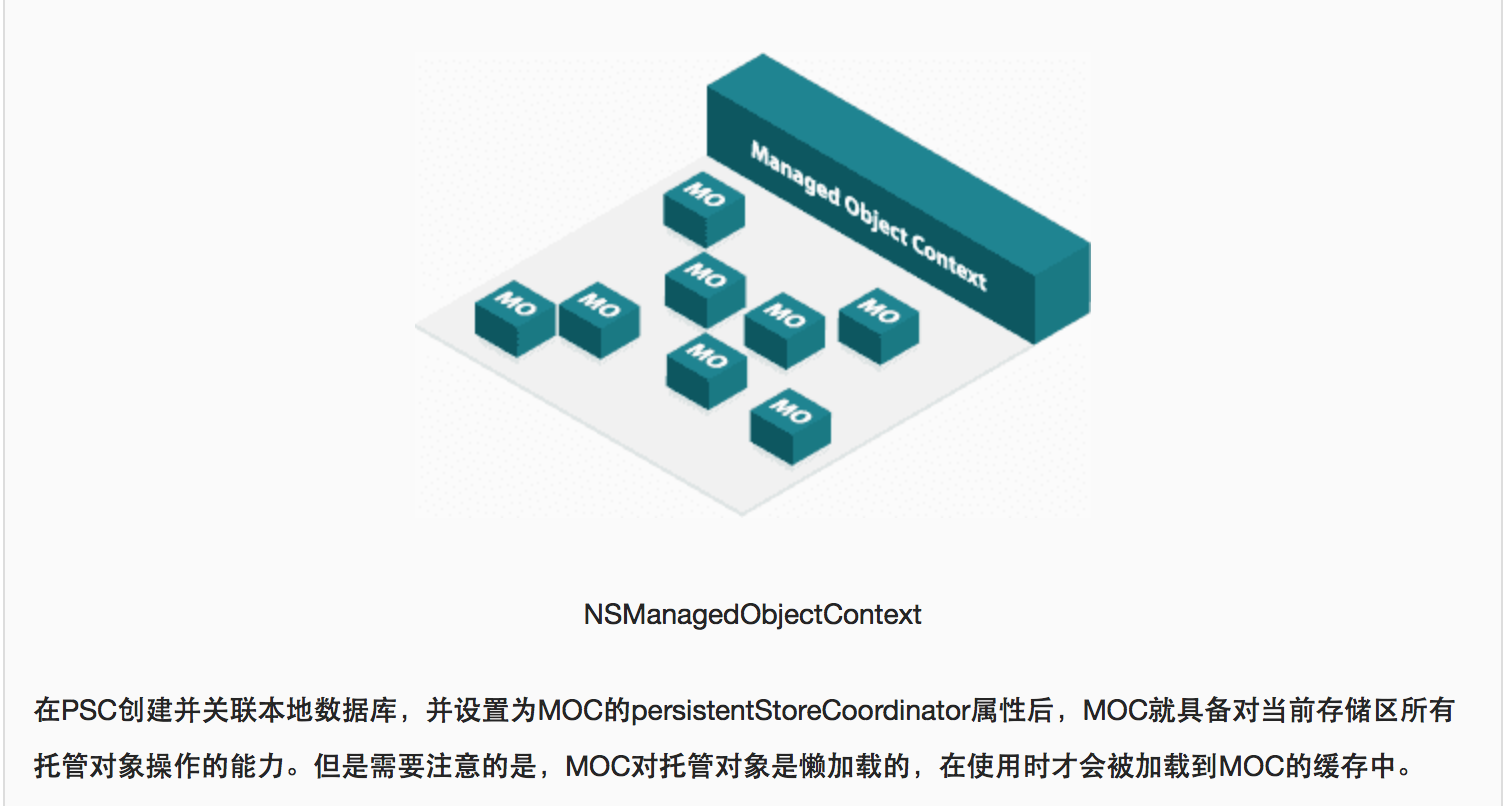 Managed Object Context
MO
MO
MO
MO
MO
MO
MO
MO
NSManagedObjectContext
在PSC创建并关联本地数据库，并设置为MOC的persistentStoreCoordinator属性后，MOC就具备对当前存储区所有
托管对象操作的能力。但是需要注意的是，MOC对托管对象是懒加载的，在使用时才会被加载到MOC的缓存中。